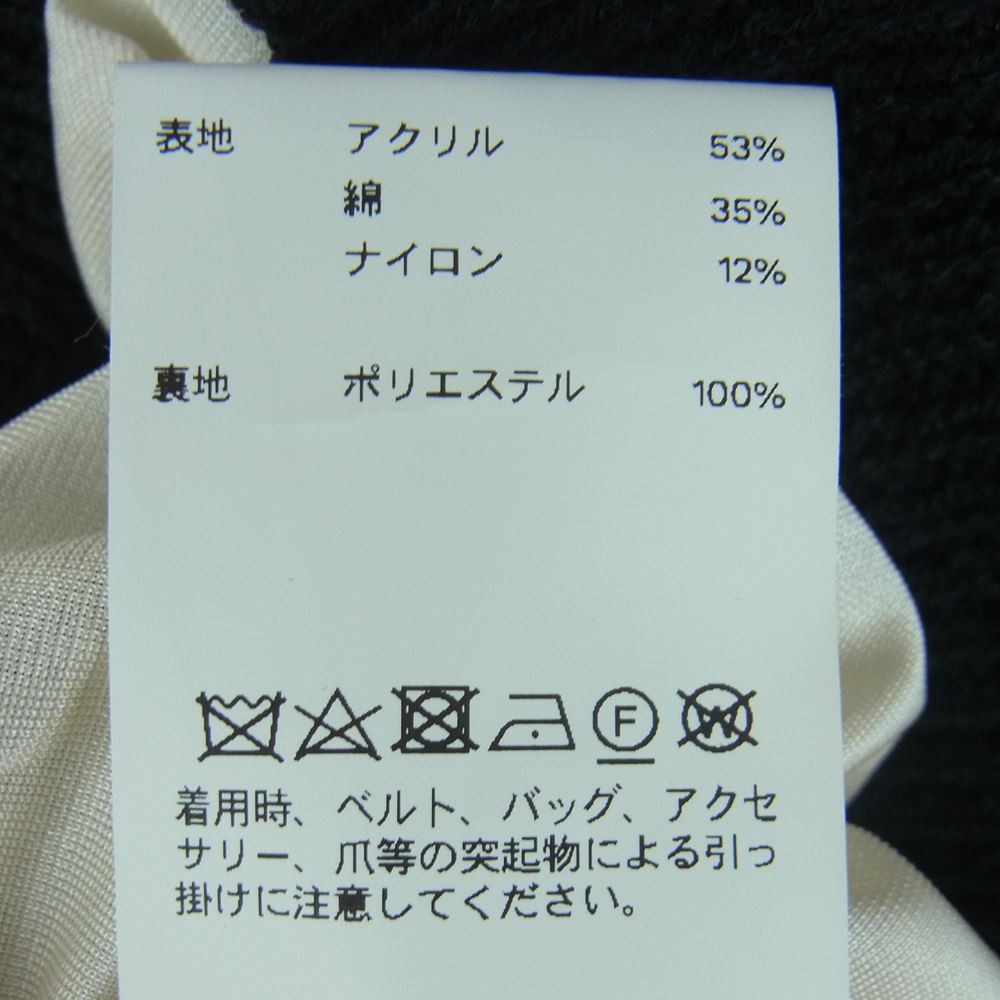 表地 アクリル 53%
綿 35%
ナイロン 12%
裏地 ポリエステル 100%
F W
着用時、ベルト、バッグ、アクセ
サリー、爪等の突起物による引っ
掛けに注意してください。